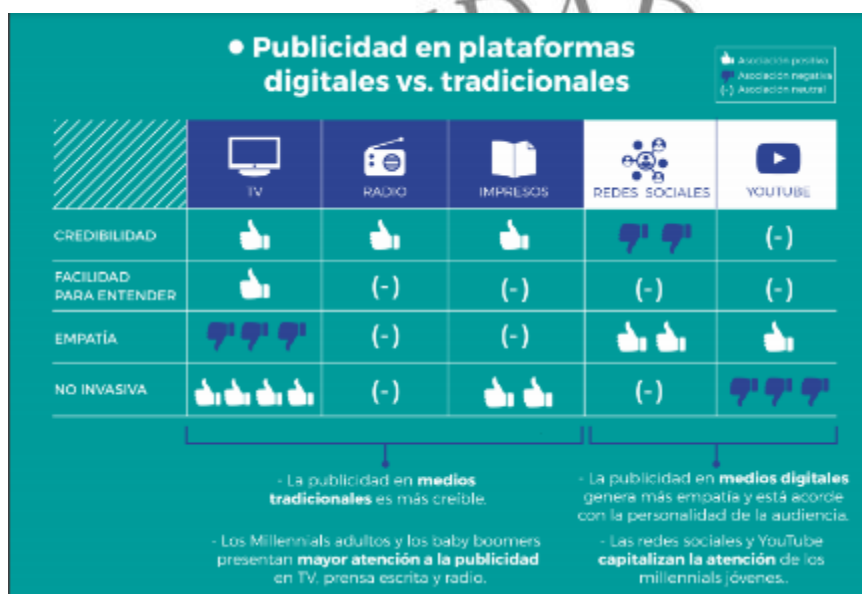 • Publicidad en plataformas
digitales vs. tradicionales
Asociación positiva
Asociación negativa
(-) Asociación neutral
TV
RADIO
IMPRESOS
REDES SOCIALES
YOUTUBE
CREDIBILIDAD
(-)
FACILIDAD
PARA ENTENDER
(-)
(-)
(-)
(-)
EMPATÍA
(-)
(-)
NO INVASIVA
(-)
(-)
- La publicidad en medios
tradicionales es más creíble.
- Los Millennials adultos y los baby boomers
presentan mayor atención a la publicidad
en TV, prensa escrita y radio.
- La publicidad en medios digitales
genera más empatía y está acorde
con la personalidad de la audiencia.
- Las redes sociales y YouTube
capitalizan la atención de los
millennials jóvenes..